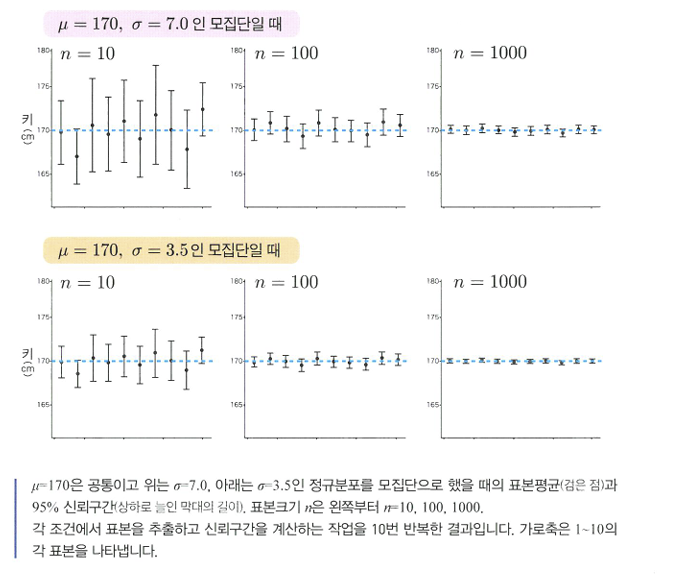 μ = 170, σ = 7.0 인 모집단일 때
n = 10
n = 100
n = 1000
180
175
170
165
키
(cm)
180
175
170
165
180
175
170
165
μ = 170, σ = 3.5 인 모집단일 때
n = 10
n = 100
n = 1000
180
175
170
165
키
(cm)
180
175
170
165
180
175
170
165
μ=170은 공통이고 위는 σ=7.0, 아래는 σ=3.5인 정규분포를 모집단으로 했을 때의 표본평균(검은 점)과
95% 신뢰구간(상하로 늘인 막대의 길이). 표본크기 n은 왼쪽부터 n=10, 100, 1000.
각 조건에서 표본을 추출하고 신뢰구간을 계산하는 작업을 10번 반복한 결과입니다. 가로축은 1~10의
각 표본을 나타냅니다.